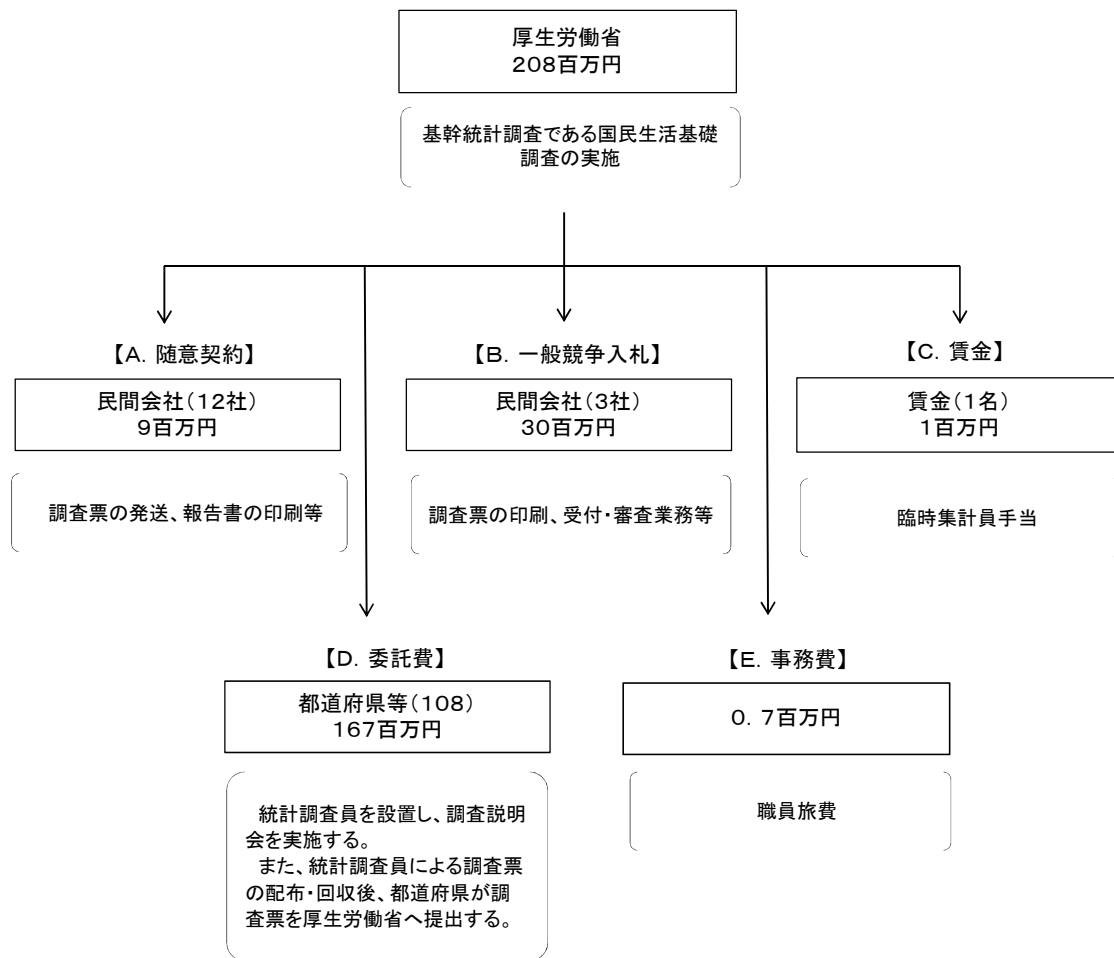 厚生労働省
208百万円
基幹統計調査である国民生活基礎
調査の実施
【A．随意契約】
民間会社（12社）
9百万円
調査票の発送、報告書の印刷等
【B．一般競争入札】
民間会社（3社）
30百万円
調査票の印刷、受付・審査業務等
【C．賃金】
賃金（1名）
1百万円
臨時集計員手当
【D．委託費】
都道府県等（108）
167百万円
統計調査員を設置し、調査説明
会を実施する。
また、統計調査員による調査票
の配布・回収後、都道府県が調
査票を厚生労働省へ提出する。
【E．事務費】
0．7百万円
職員旅費